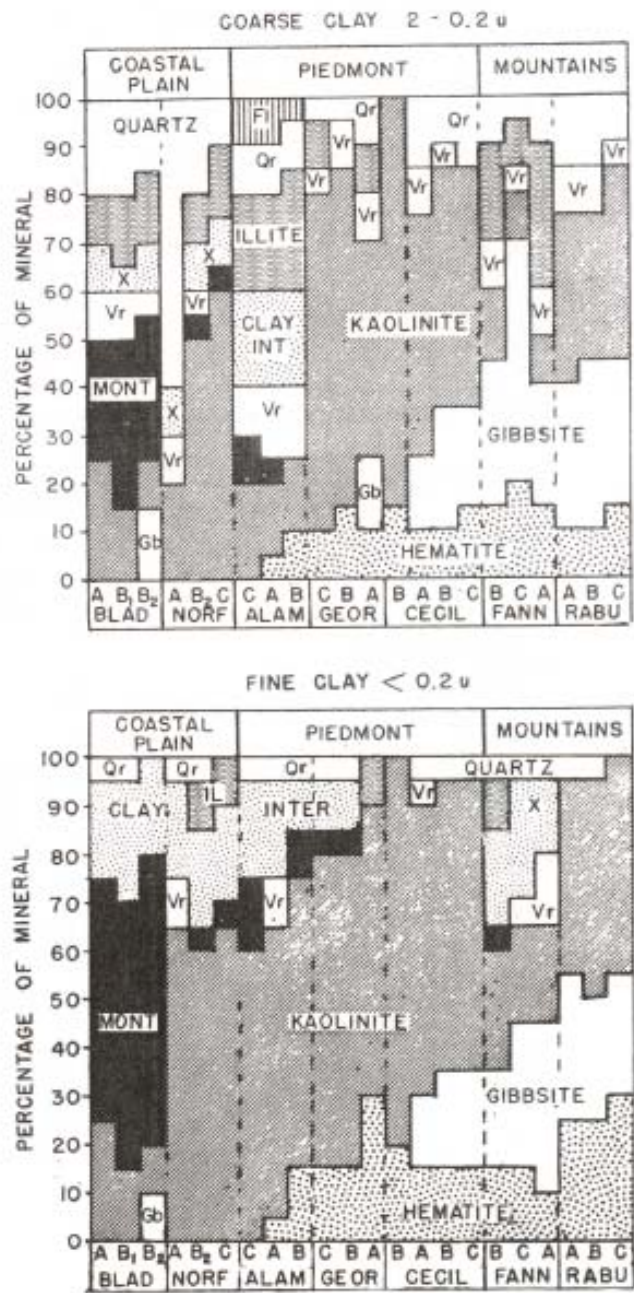 COARSE CLAY 2 - 0.2 u
COASTAL PLAIN PIEDMONT MOUNTAINS
PERCENTAGE OF MINERAL
100
90
80
70
60
50
40
30
20
10
0
QUARTZ FI Qr Qr Qr
Vr Vr Vr Vr Vr
Vr Vr Vr Vr
ILLITE
X X Vr
Vr Vr CLAY INT KAOLINITE Vr
MONT
X Vr GIBBSITE
Vr
Gb Gb
HEMATITE
A B1 B2 A B2 C C A B C B A B A B C B C A A B C
BLAD NORF ALAM GEOR CECIL FANN RABU
FINE CLAY < 0.2 u
COASTAL PLAIN PIEDMONT MOUNTAINS
PERCENTAGE OF MINERAL
100
90
80
70
60
50
40
30
20
10
0
Qr Qr Qr QUARTZ
CLAY IL INTER Vr X
Vr Vr Vr
MONT KAOLINITE
GIBBSITE
Gb HEMATITE
A B1 B2 A B2 C C A B C B A B A B C B C A A B C
BLAD NORF ALAM GEOR CECIL FANN RABU